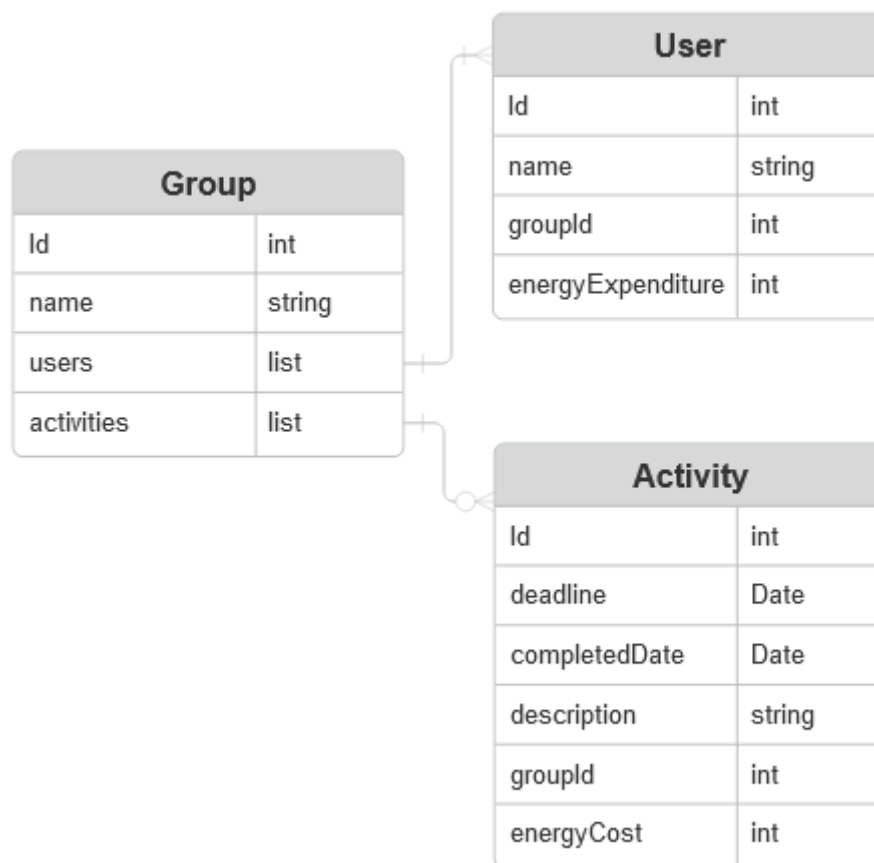 Group
Id int
name string
users list
activities list
User
Id int
name string
groupId int
energyExpenditure int
Activity
Id int
deadline Date
completedDate Date
description string
groupId int
energyCost int